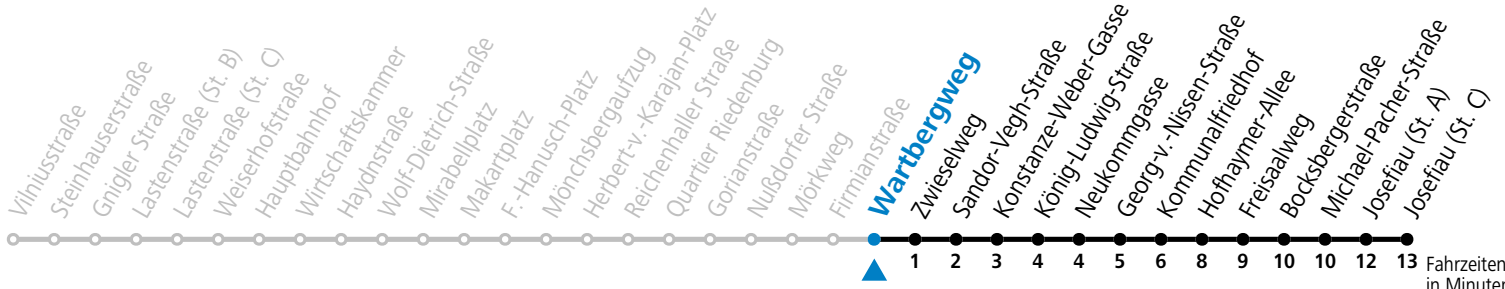 Vilniusstraße
Steinhauserstraße
Gnigler Straße
Lastenstraße (St. B)
Lastenstraße (St. C)
Weiserhofstraße
Hauptbahnhof
Wirtschaftskammer
Haydnstraße
Wolf-Dietrich-Straße
Mirabellplatz
Makartplatz
F.-Hanusch-Platz
Mönchsbergaufzug
Herbert-v. Karajan-Platz
Reichenhaller Straße
Quartier Riedenburg
Gorianstraße
Nußdorfer Straße
Mörkweg
Firmianstraße
Wartbergweg
Zwieselweg
Sandor-Vegh-Straße
Konstanze-Weber-Gasse
König-Ludwig-Straße
Neukommgasse
Georg-v.-Nissen-Straße
Kommunalfriedhof
Hofhaymer-Allee
Freisaalweg
Bocksbergerstraße
Michael-Pacher-Straße
Josefiau (St. A)
Josefiau (St. C)
1 2 3 4 4 5 6 8 9 10 10 12 13
Fahrzeiten
in Minuten